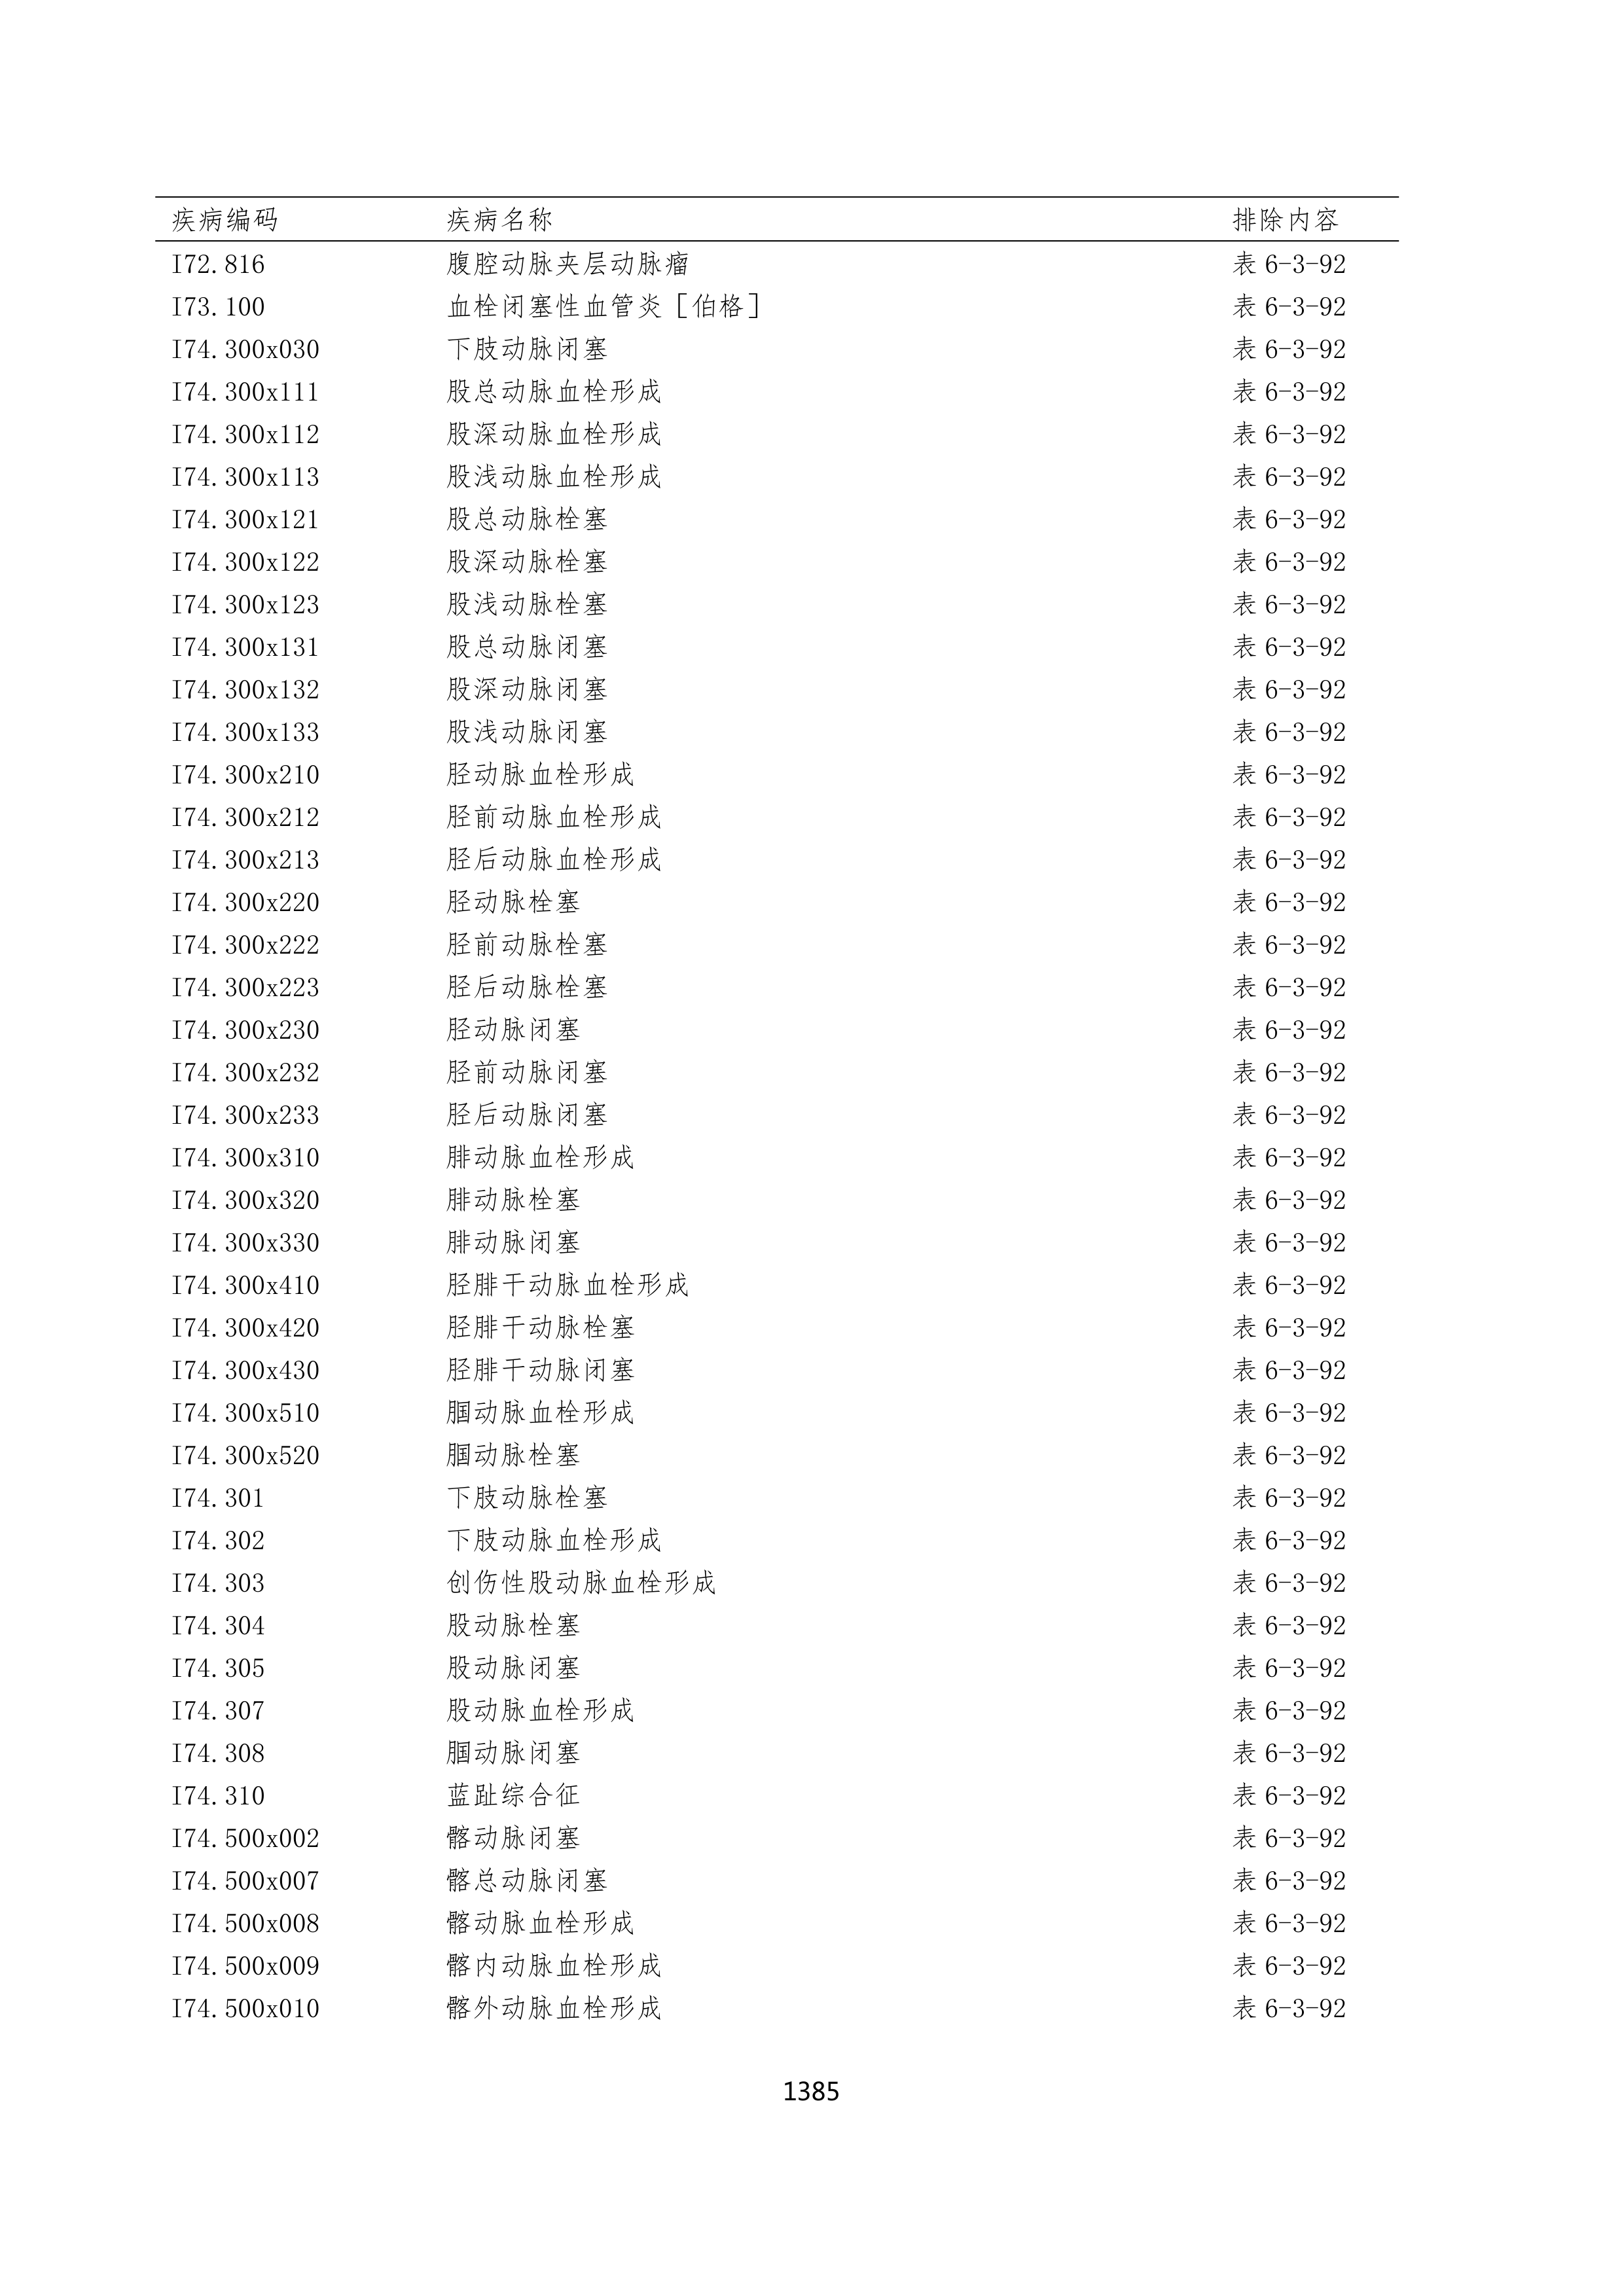 疾病编码 疾病名称 排除内容
I72.816 腹腔动脉夹层动脉瘤 表 6-3-92
I73.100 血栓闭塞性血管炎［伯格］ 表 6-3-92
I74.300x030 下肢动脉闭塞 表 6-3-92
I74.300x111 股总动脉血栓形成 表 6-3-92
I74.300x112 股深动脉血栓形成 表 6-3-92
I74.300x113 股浅动脉血栓形成 表 6-3-92
I74.300x121 股总动脉栓塞 表 6-3-92
I74.300x122 股深动脉栓塞 表 6-3-92
I74.300x123 股浅动脉栓塞 表 6-3-92
I74.300x131 股总动脉闭塞 表 6-3-92
I74.300x132 股深动脉闭塞 表 6-3-92
I74.300x133 股浅动脉闭塞 表 6-3-92
I74.300x210 胫动脉血栓形成 表 6-3-92
I74.300x212 胫前动脉血栓形成 表 6-3-92
I74.300x213 胫后动脉血栓形成 表 6-3-92
I74.300x220 胫动脉栓塞 表 6-3-92
I74.300x222 胫前动脉栓塞 表 6-3-92
I74.300x223 胫后动脉栓塞 表 6-3-92
I74.300x230 胫动脉闭塞 表 6-3-92
I74.300x232 胫前动脉闭塞 表 6-3-92
I74.300x233 胫后动脉闭塞 表 6-3-92
I74.300x310 腓动脉血栓形成 表 6-3-92
I74.300x320 腓动脉栓塞 表 6-3-92
I74.300x330 腓动脉闭塞 表 6-3-92
I74.300x410 胫腓干动脉血栓形成 表 6-3-92
I74.300x420 胫腓干动脉栓塞 表 6-3-92
I74.300x430 胫腓干动脉闭塞 表 6-3-92
I74.300x510 腘动脉血栓形成 表 6-3-92
I74.300x520 腘动脉栓塞 表 6-3-92
I74.301 下肢动脉栓塞 表 6-3-92
I74.302 下肢动脉血栓形成 表 6-3-92
I74.303 创伤性股动脉血栓形成 表 6-3-92
I74.304 股动脉栓塞 表 6-3-92
I74.305 股动脉闭塞 表 6-3-92
I74.307 股动脉血栓形成 表 6-3-92
I74.308 腘动脉闭塞 表 6-3-92
I74.310 蓝趾综合征 表 6-3-92
I74.500x002 髂动脉闭塞 表 6-3-92
I74.500x007 髂总动脉闭塞 表 6-3-92
I74.500x008 髂动脉血栓形成 表 6-3-92
I74.500x009 髂内动脉血栓形成 表 6-3-92
I74.500x010 髂外动脉血栓形成 表 6-3-92
1385